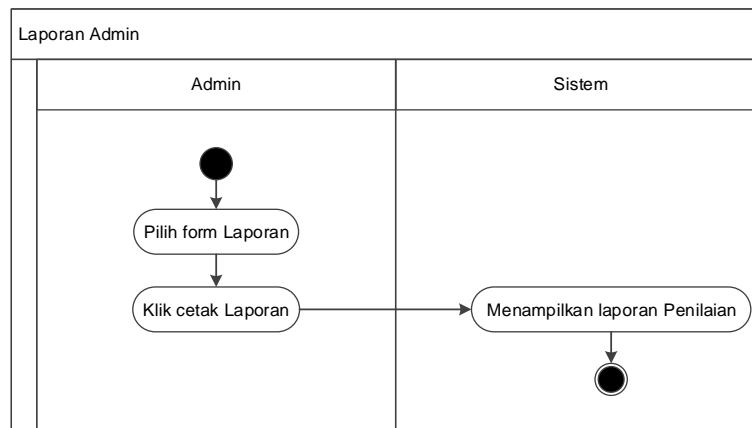 Laporan Admin
Admin
Sistem
Pilih form Laporan
Klik cetak Laporan
Menampilkan laporan Penilaian